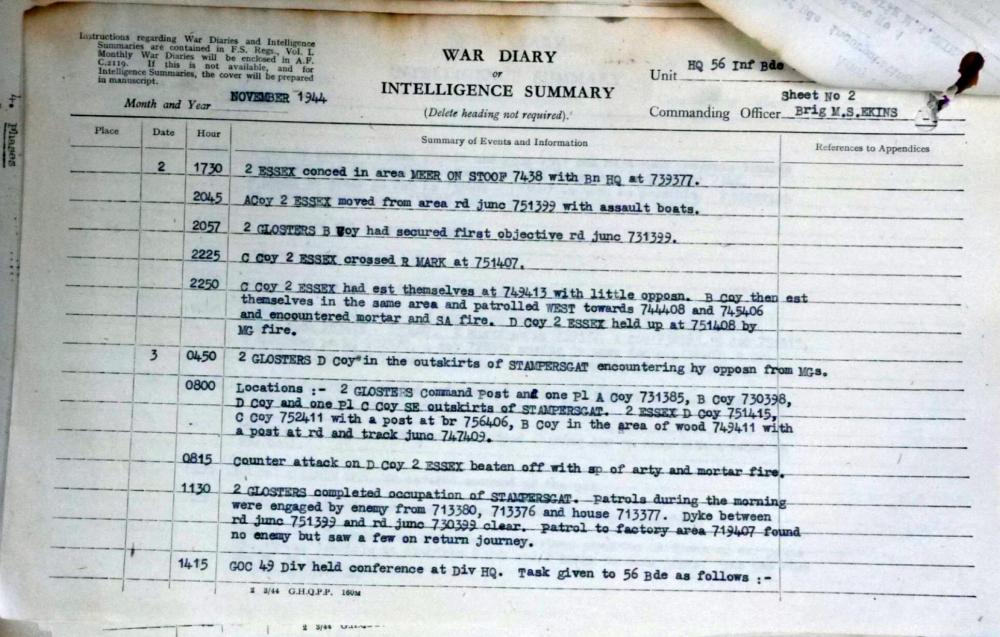 Instructions regarding War Diaries and Intelligence
Summaries are contained in F.S. Regs., Vol. I.
Monthly War Diaries will be enclosed in A.F.
C.2119. If this is not available, and for
Intelligence Summaries, the cover will be prepared
in manuscript.
Month and Year NOVEMBER 1944
WAR DIARY
or
INTELLIGENCE SUMMARY
(Delete heading not required).
Unit HQ 56 Inf Bde
Sheet No 2
Commanding Officer Brig M.S.EKINS
Place Date Hour Summary of Events and Information References to Appendices
2 1730 2 ESSEX conced in area MEER ON STOOF 7438 with Bn HQ at 739377.
2045 ACoy 2 ESSEX moved from area rd junc 751399 with assault boats.
2057 2 GLOSTERS B Woy had secured first objective rd junc 731399.
2225 C Coy 2 ESSEX crossed R MARK at 751407.
2250 C Coy 2 ESSEX had est themselves at 749413 with little opposn. B Coy then est
themselves in the same area and patrolled WEST towards 744408 and 745406
and encountered mortar and SA fire. D Coy 2 ESSEX held up at 751408 by
MG fire.
3 0450 2 GLOSTERS D Coy in the outskirts of STAMPERSGAT encountering hy opposn from MGs.
0800 Locations :- 2 GLOSTERS Command Post and one pl A Coy 731385, B Coy 730398,
D Coy and one Pl C Coy SE outskirts of STAMPERSGAT. 2 ESSEX D Coy 751415,
C Coy 752411 with a post at br 756406, B Coy in the area of wood 749411 with
a post at rd and track junc 747409.
0815 Counter attack on D Coy 2 ESSEX beaten off with sp of arty and mortar fire.
1130 2 GLOSTERS completed occupation of STAMPERSGAT. Patrols during the morning
were engaged by enemy from 713380, 713376 and house 713377. Dyke between
rd junc 751399 and rd junc 730399 clear. Patrol to factory area 719407 found
no enemy but saw a few on return journey.
1415 GOC 49 Div held conference at Div HQ. Task given to 56 Bde as follows :-
2 3/44 G.H.Q.P.P. 160M
2 3/44